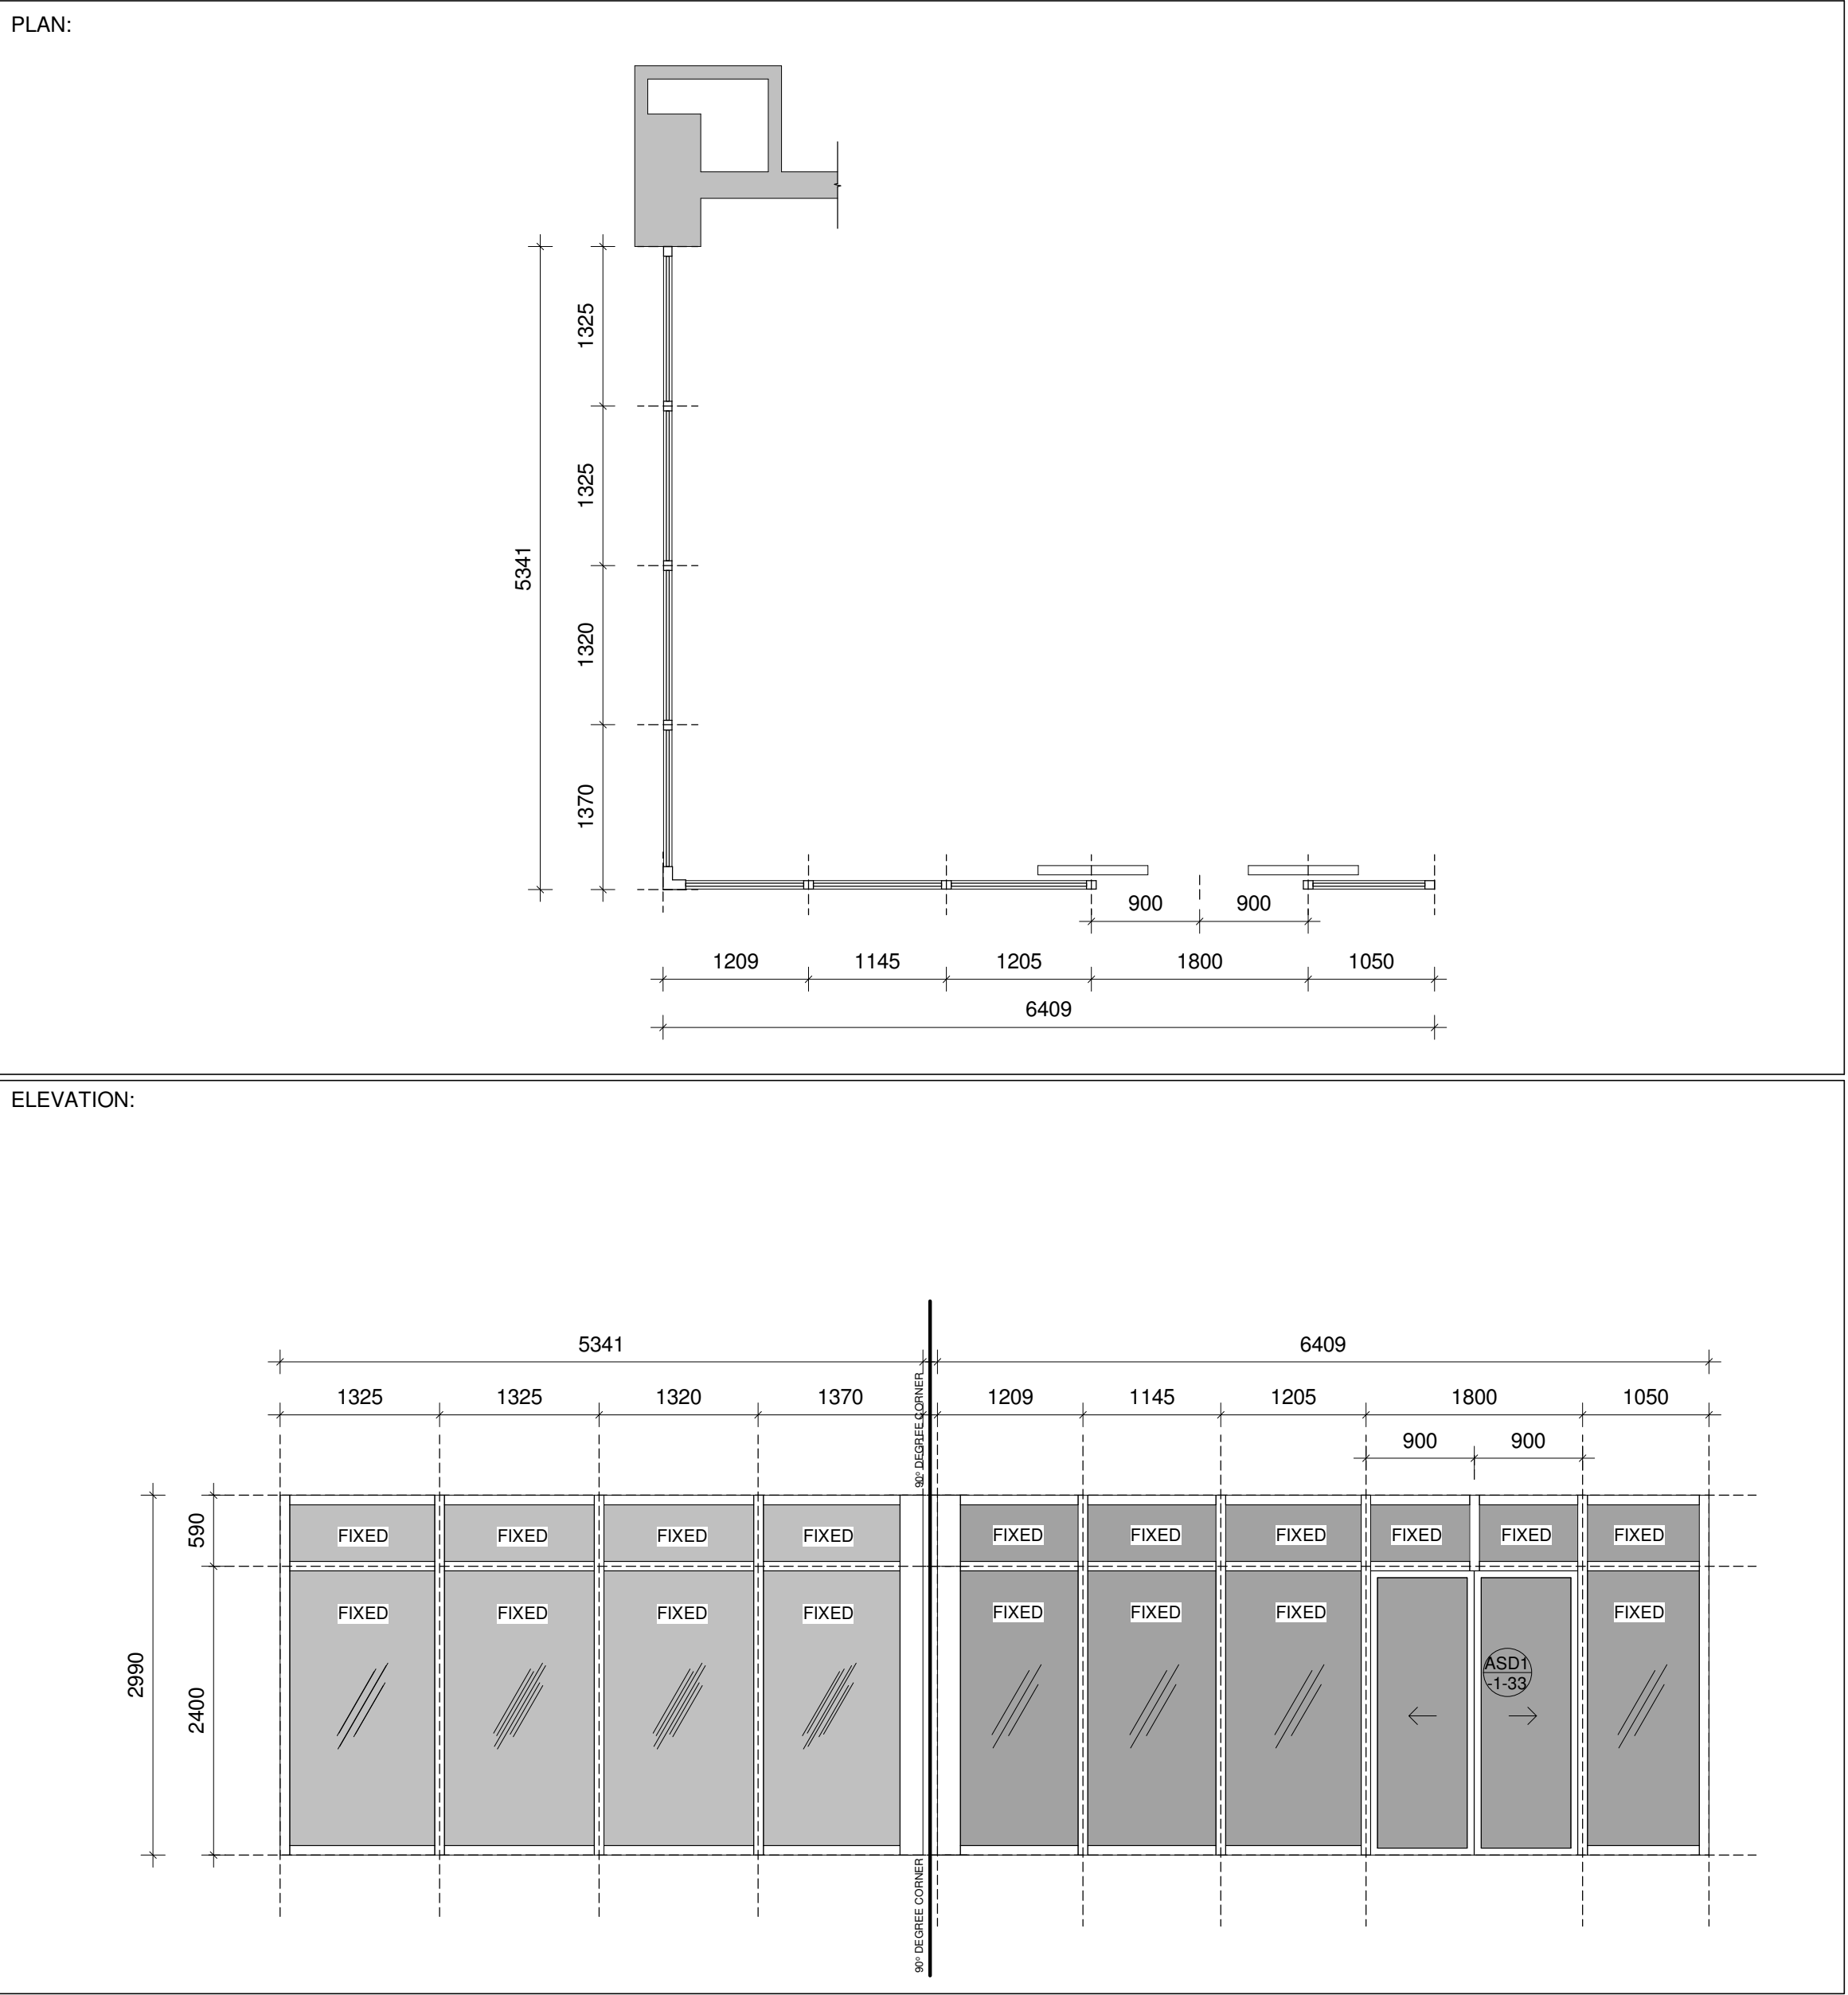 PLAN:
1325
1325
5341
1320
1370
900 900
1209 1145 1205 1800 1050
6409
ELEVATION:
5341 6409
1325 1325 1320 1370 1209 1145 1205 1800 1050
900 900
90° DEGREE CORNER
590
FIXED FIXED FIXED FIXED FIXED FIXED FIXED FIXED FIXED FIXED
FIXED FIXED FIXED FIXED FIXED FIXED FIXED FIXED
2990
2400
ASD1
-1-33
90° DEGREE CORNER